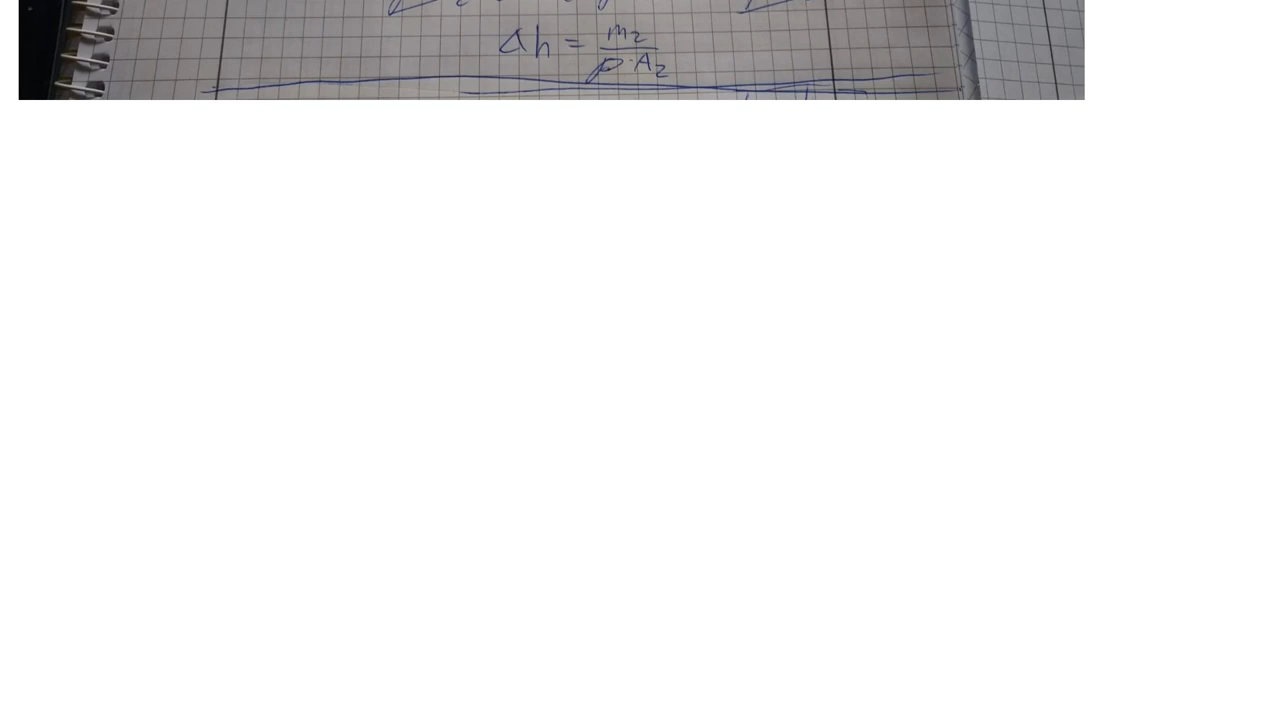 Δh = m₂ / ρ · A₂